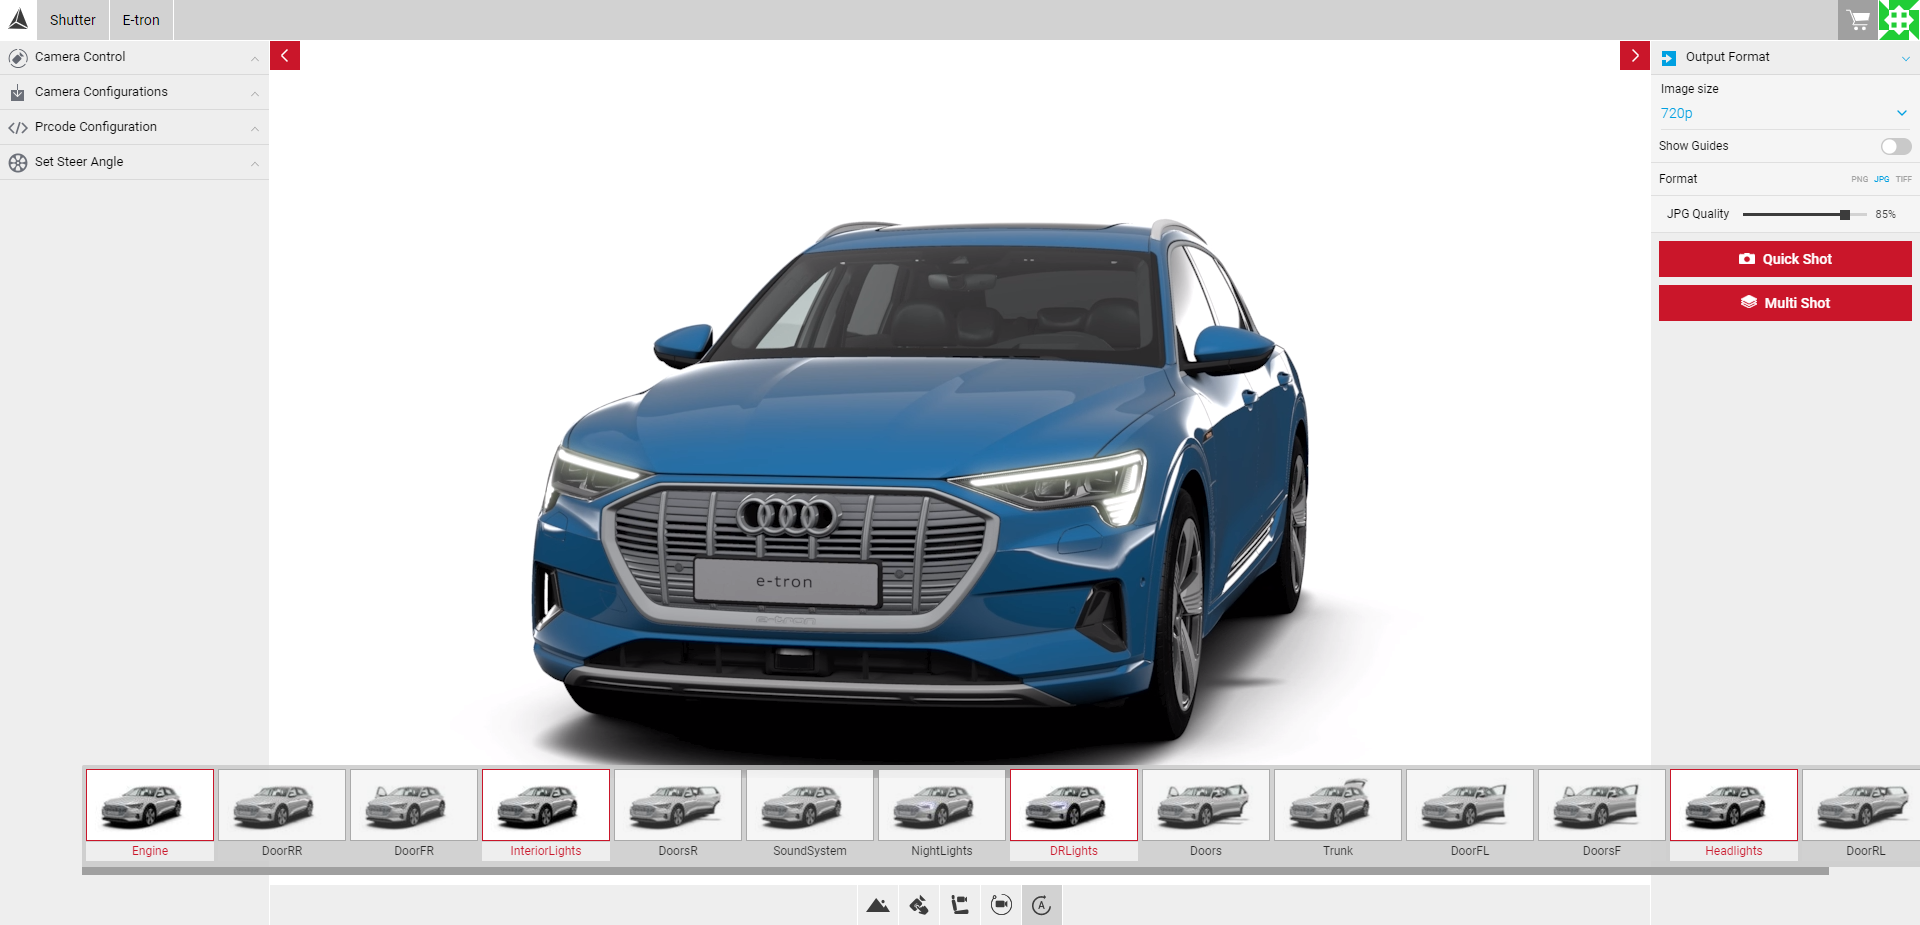 Shutter
E-tron
Camera Control
Camera Configurations
Prcode Configuration
Set Steer Angle
Output Format
Image size
720p
Show Guides
Format
PNG JPG TIFF
JPG Quality
85%
Quick Shot
Multi Shot
e-tron
e-tron
Engine
DoorRR
DoorFR
InteriorLights
DoorsR
SoundSystem
NightLights
DRLights
Doors
Trunk
DoorFL
DoorsF
Headlights
DoorRL
A